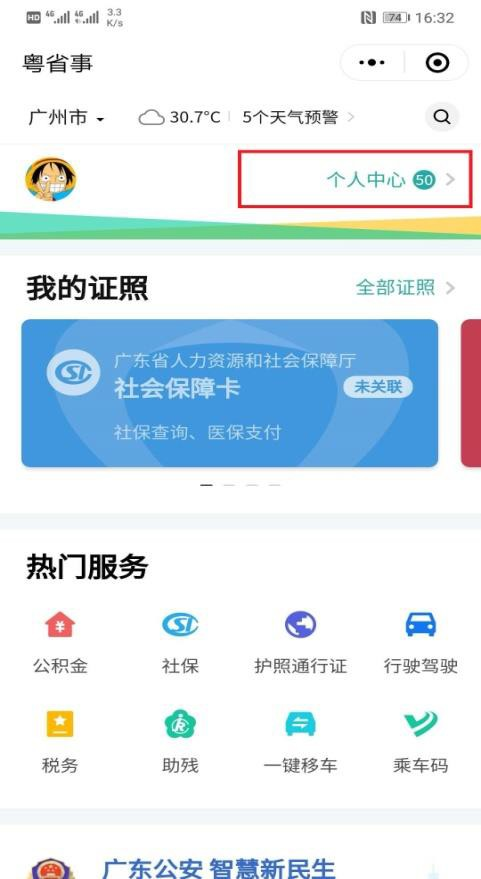 HD 4G 4G 3.3 K/s 74 16:32
粤省事
广州市 30.7°C 5个天气预警
个人中心 50
我的证照 全部证照
广东省人力资源和社会保障厅
社会保障卡 未关联
社保查询、医保支付
热门服务
公积金 社保 护照通行证 行驶驾驶
税务 助残 一键移车 乘车码
广东公安 智慧新民生